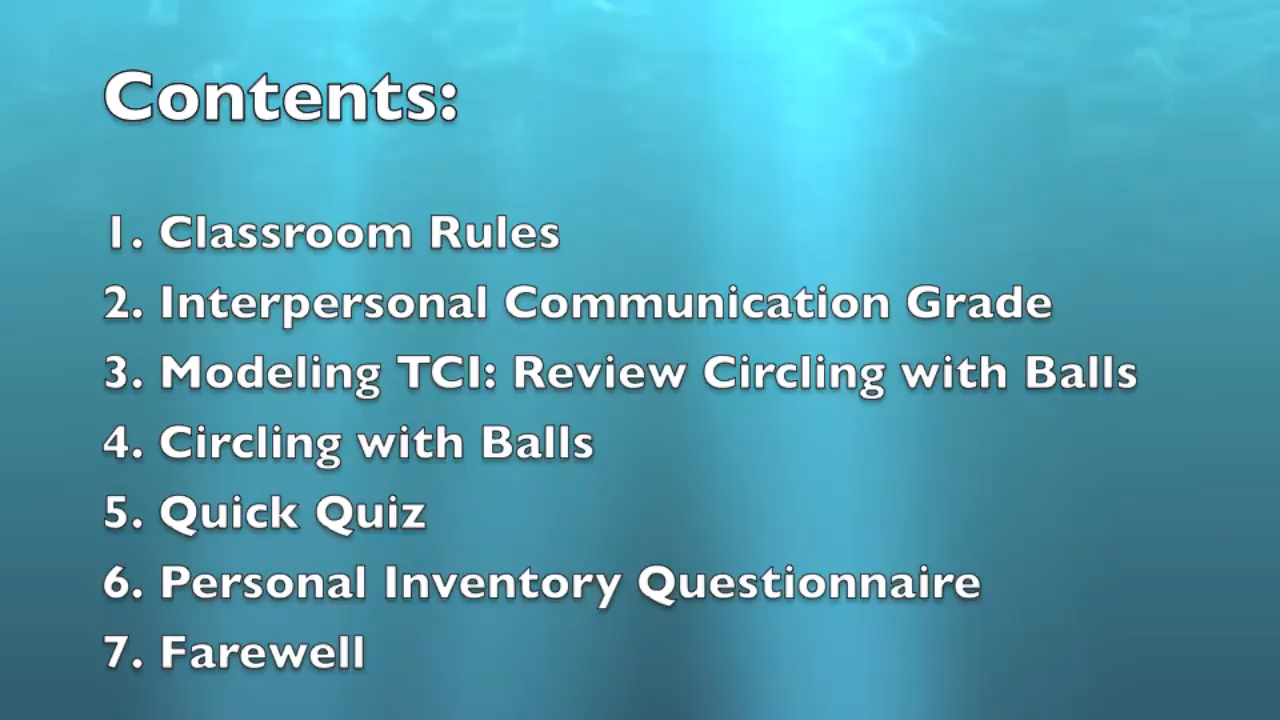 Contents:
1. Classroom Rules
2. Interpersonal Communication Grade
3. Modeling TCI: Review Circling with Balls
4. Circling with Balls
5. Quick Quiz
6. Personal Inventory Questionnaire
7. Farewell